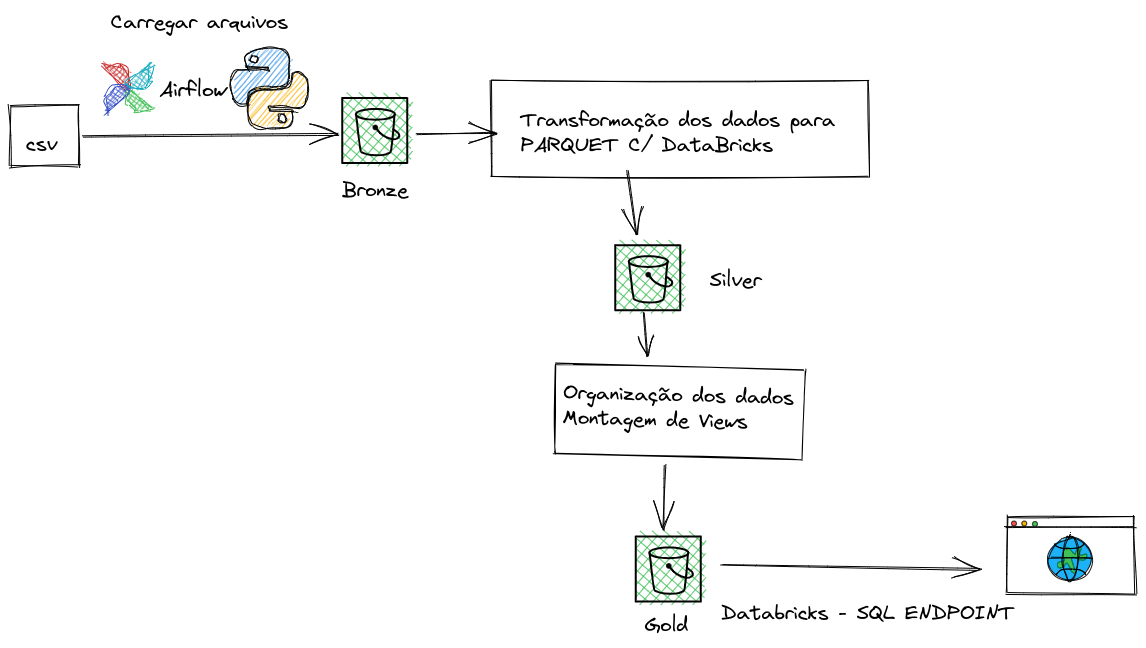 Carregar arquivos
Airflow
csv
Bronze
Transformação dos dados para
PARQUET C/ DataBricks
Silver
Organização dos dados
Montagem de Views
Gold
Databricks - SQL ENDPOINT